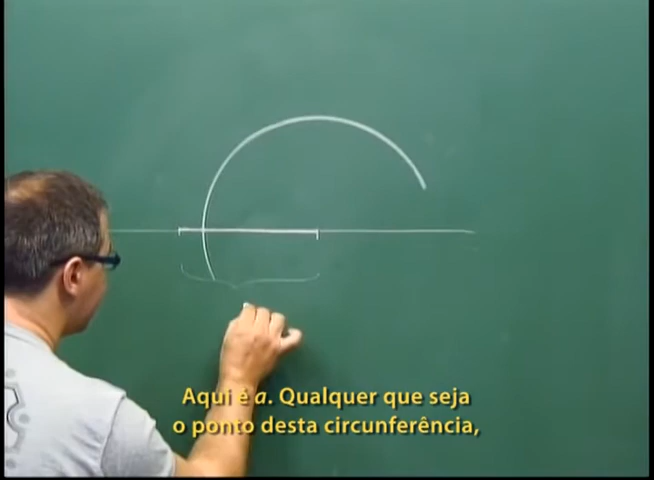 Aqui é a. Qualquer que seja
o ponto desta circunferência,